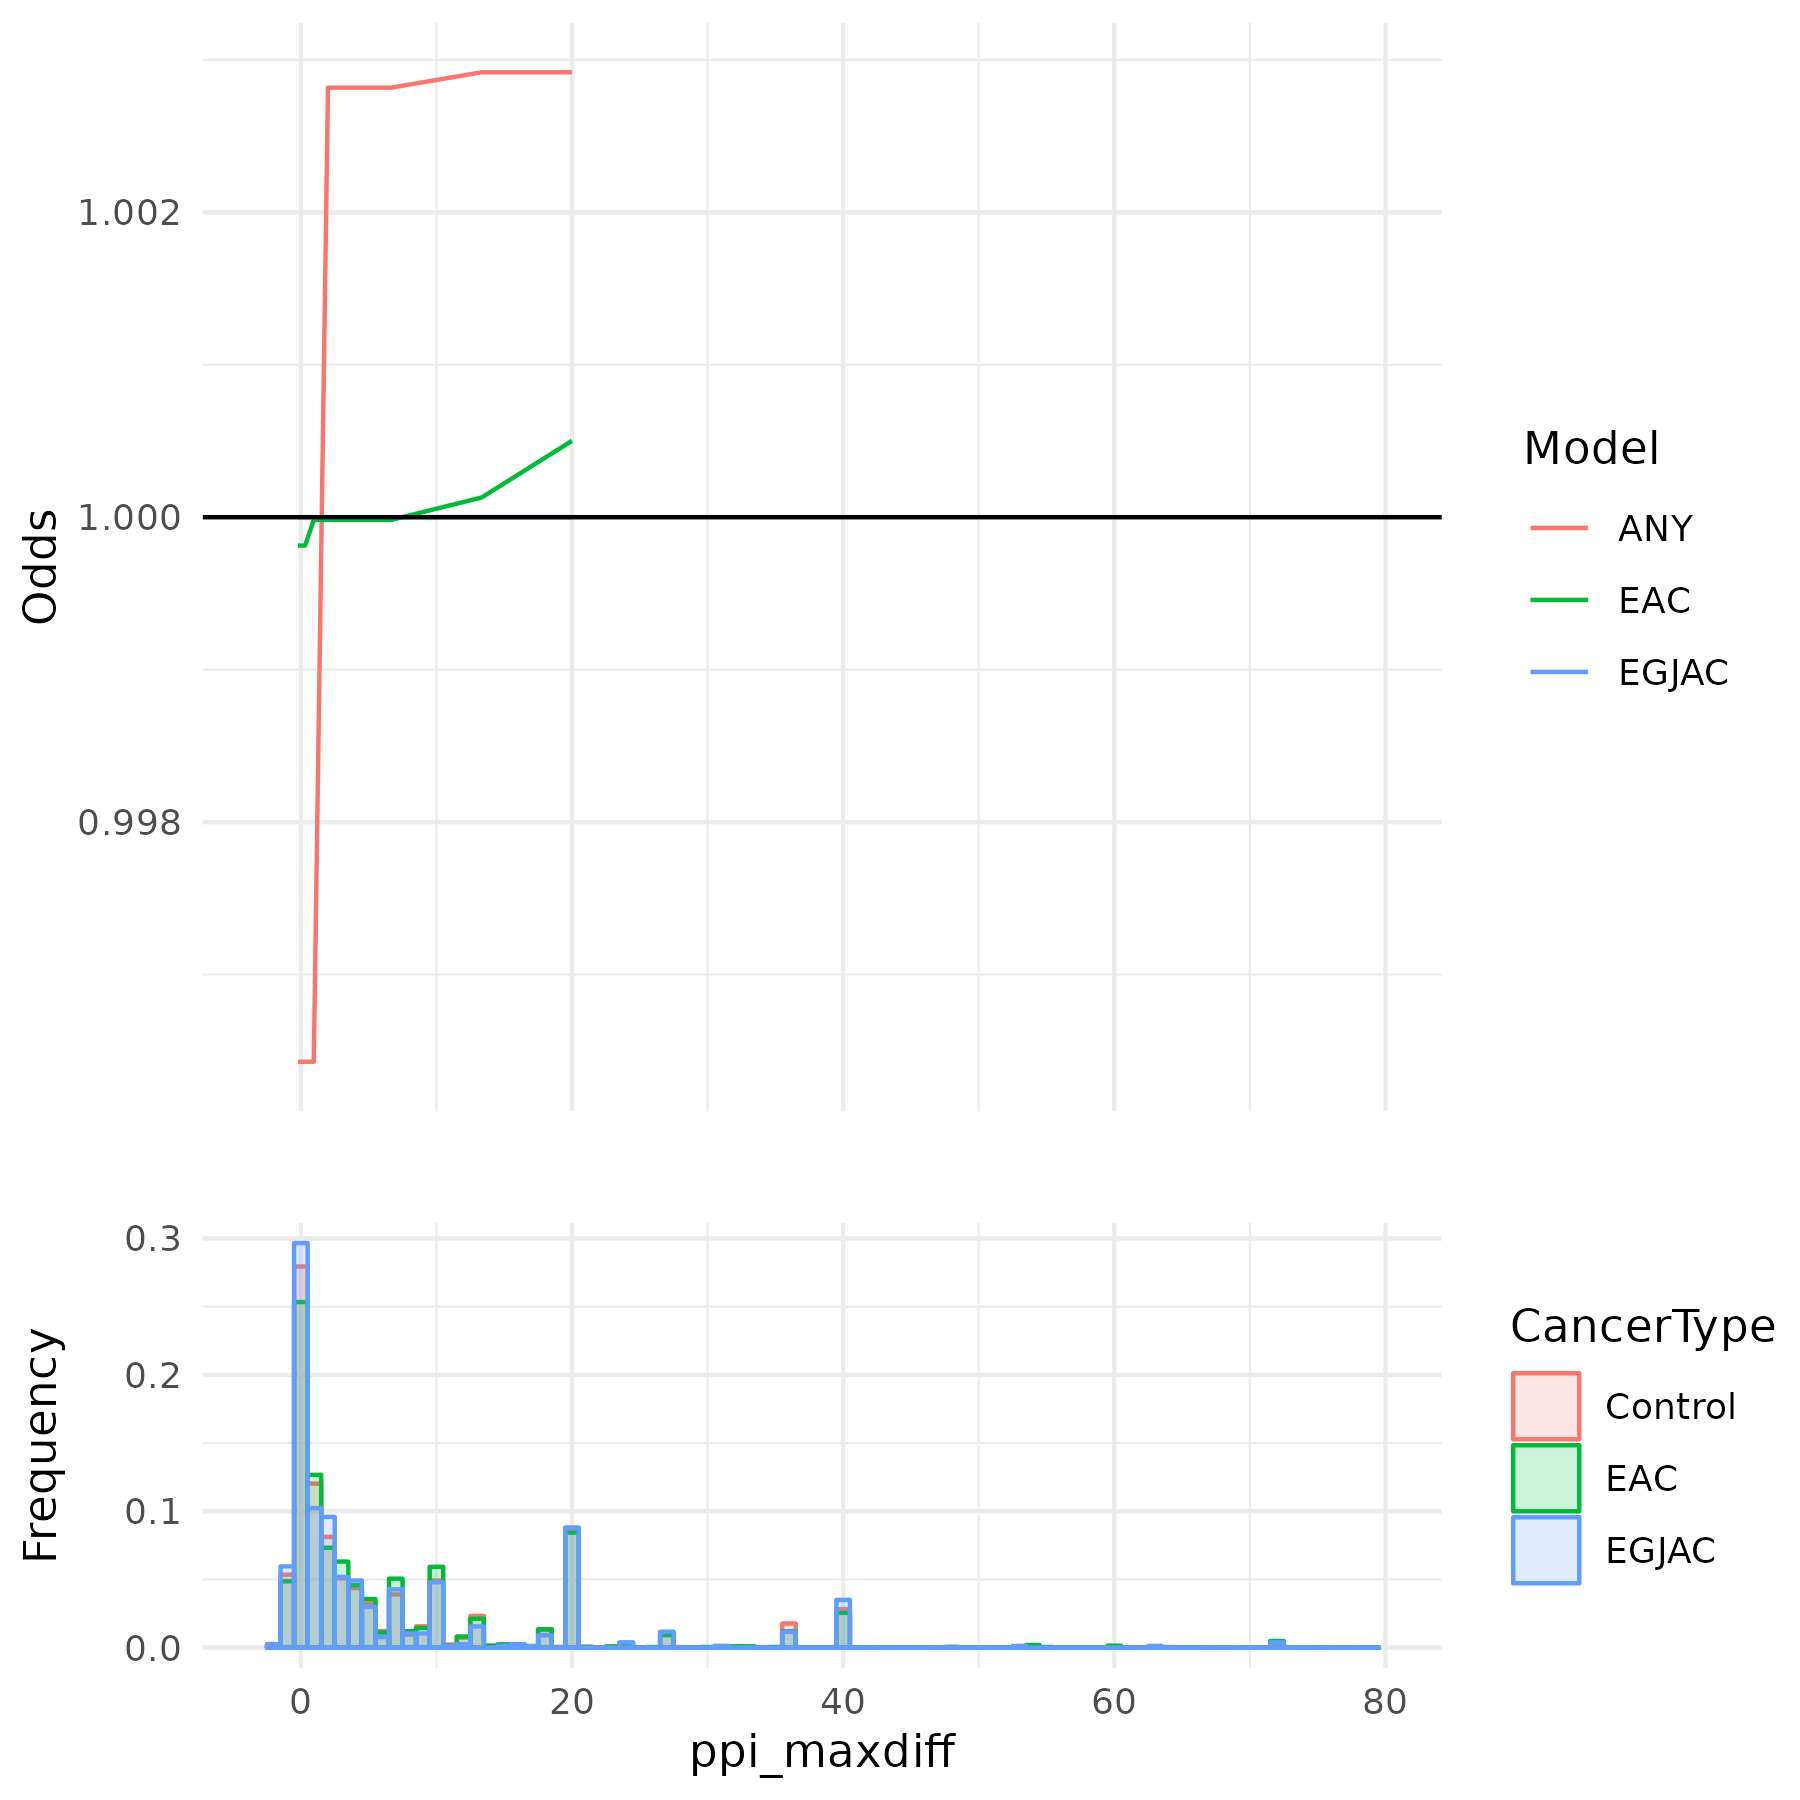 1.002
1.000
0.998
Odds
Model
ANY
EAC
EGJAC
0.3
0.2
0.1
0.0
Frequency
0 20 40 60 80
ppi_maxdiff
CancerType
Control
EAC
EGJAC